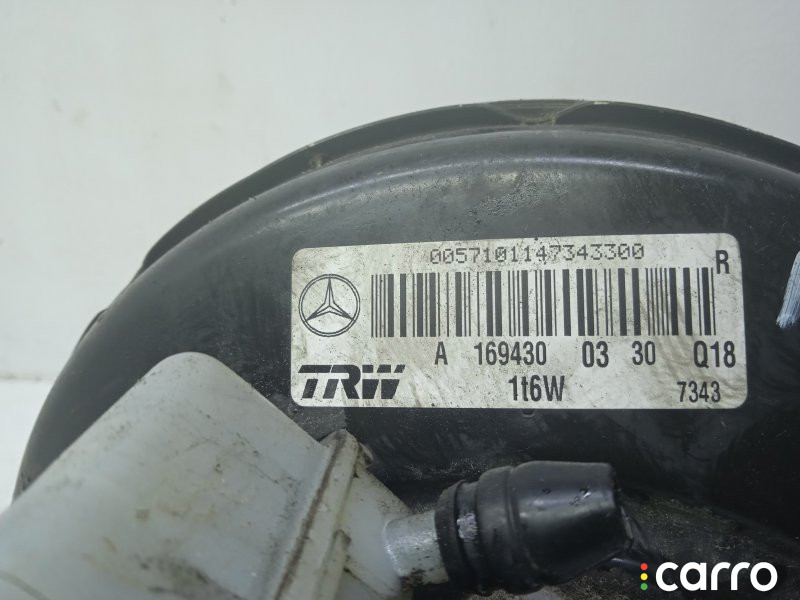 0057101147343300
R
A 169430 03 30 Q18
TRW 1t6W 7343
carro